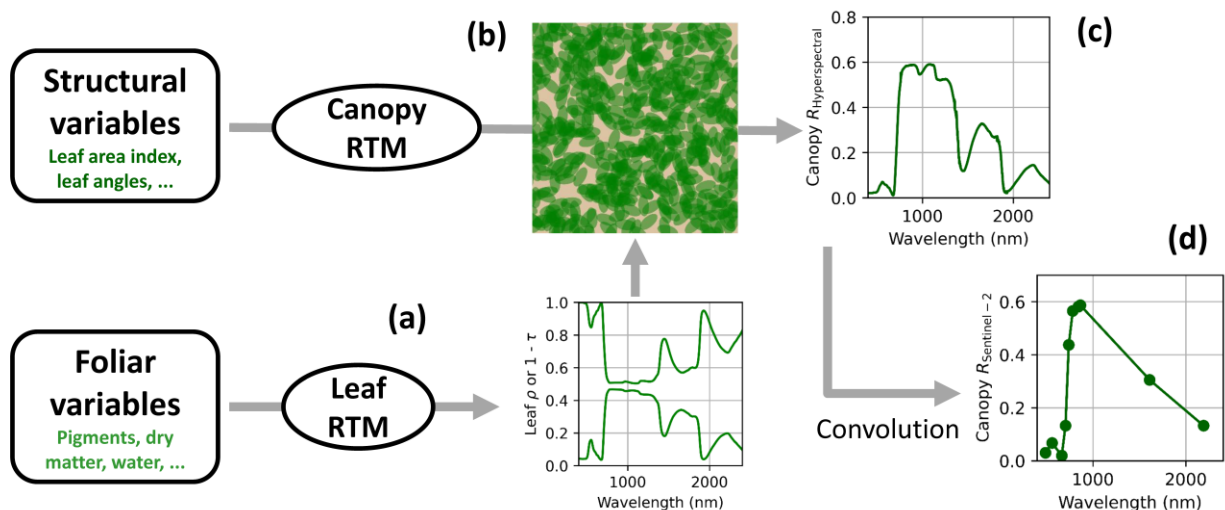 (b)
Structural
variables
Leaf area index,
leaf angles, ...
Canopy
RTM
(c)
Canopy R_Hyperspectral
0.8
0.6
0.4
0.2
0.0
1000 2000
Wavelength (nm)
(a)
Foliar
variables
Pigments, dry
matter, water, ...
Leaf
RTM
Leaf ρ or 1 - τ
1.0
0.8
0.6
0.4
0.2
0.0
1000 2000
Wavelength (nm)
Convolution
(d)
Canopy R_Sentinel−2
0.6
0.4
0.2
0.0
1000 2000
Wavelength (nm)